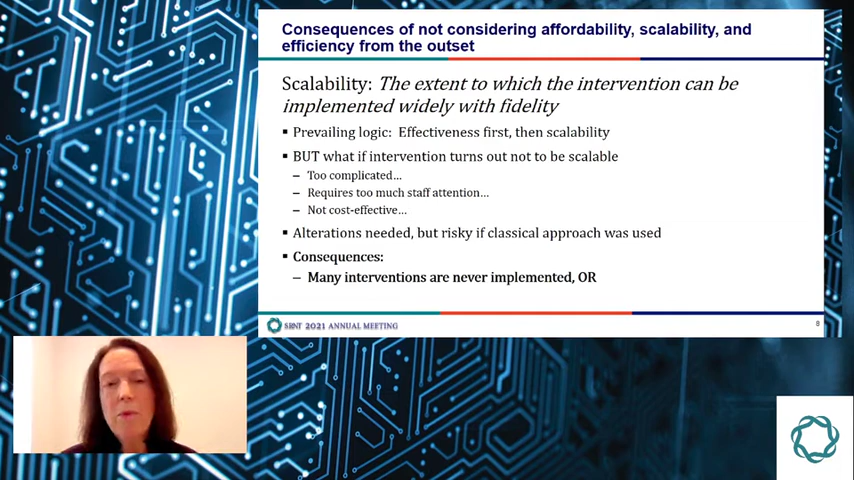 Consequences of not considering affordability, scalability, and
efficiency from the outset
Scalability: The extent to which the intervention can be
implemented widely with fidelity
▪ Prevailing logic: Effectiveness first, then scalability
▪ BUT what if intervention turns out not to be scalable
– Too complicated…
– Requires too much staff attention…
– Not cost-effective…
▪ Alterations needed, but risky if classical approach was used
▪ Consequences:
– Many interventions are never implemented, OR
SRNT 2021 ANNUAL MEETING
8